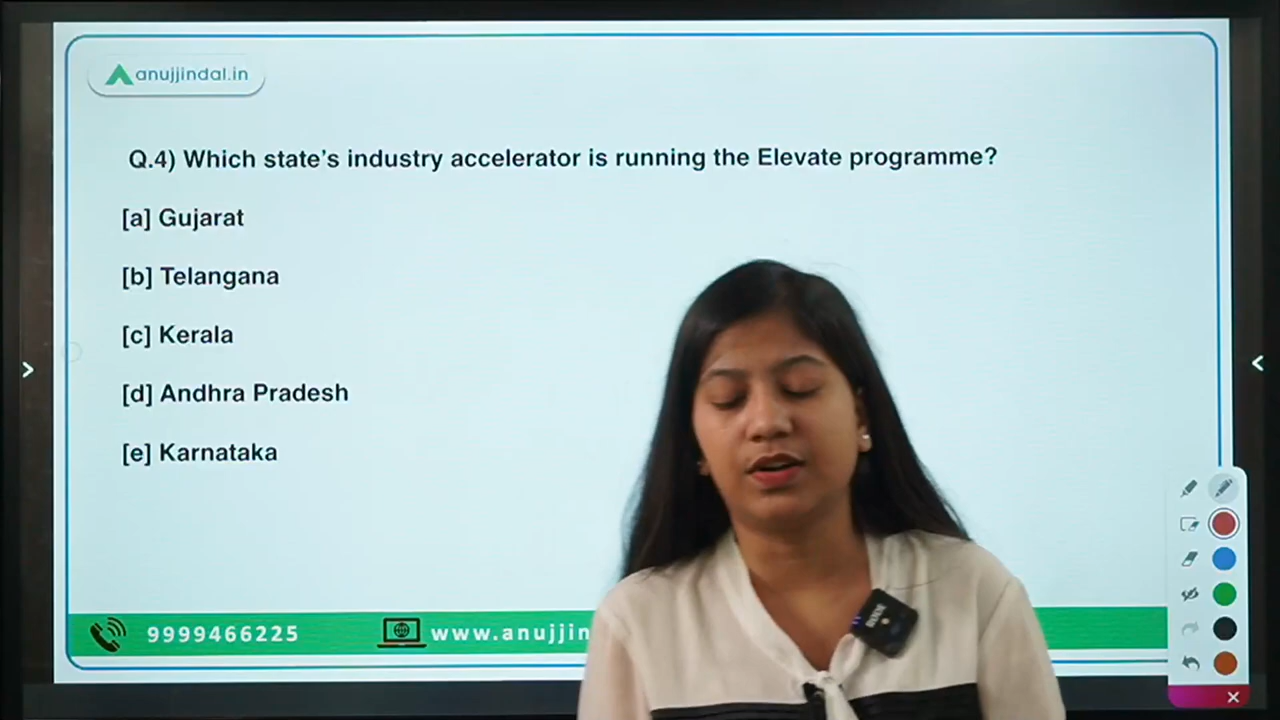 anujjindal.in
Q.4) Which state's industry accelerator is running the Elevate programme?
[a] Gujarat
[b] Telangana
[c] Kerala
[d] Andhra Pradesh
[e] Karnataka
9999466225
www.anujjin